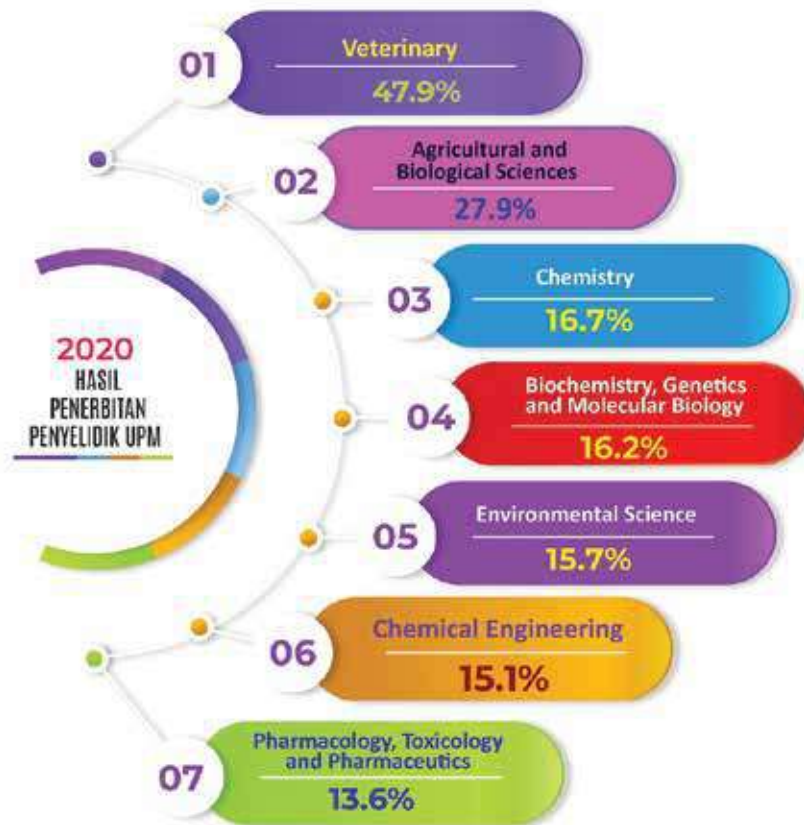 01
Veterinary
47.9%
02
Agricultural and
Biological Sciences
27.9%
03
Chemistry
16.7%
2020
HASIL
PENERBITAN
PENYELIDIK UPM
04
Biochemistry, Genetics
and Molecular Biology
16.2%
05
Environmental Science
15.7%
06
Chemical Engineering
15.1%
07
Pharmacology, Toxicology
and Pharmaceutics
13.6%